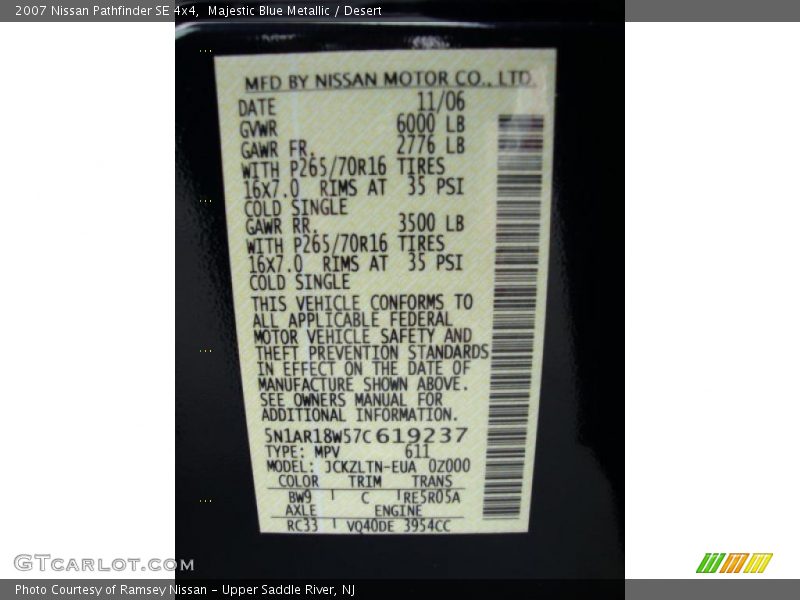 2007 Nissan Pathfinder SE 4x4, Majestic Blue Metallic / Desert
MFD BY NISSAN MOTOR CO., LTD.
DATE 11/06
GVWR 6000 LB
GAWR FR. 2776 LB
WITH P265/70R16 TIRES
16x7.0 RIMS AT 35 PSI
COLD SINGLE
GAWR RR. 3500 LB
WITH P265/70R16 TIRES
16x7.0 RIMS AT 35 PSI
COLD SINGLE
THIS VEHICLE CONFORMS TO
ALL APPLICABLE FEDERAL
MOTOR VEHICLE SAFETY AND
THEFT PREVENTION STANDARDS
IN EFFECT ON THE DATE OF
MANUFACTURE SHOWN ABOVE.
SEE OWNERS MANUAL FOR
ADDITIONAL INFORMATION.
5N1AR18W57C619237
TYPE: MPV 611
MODEL: JCKZLTN-EUA 0Z000
COLOR TRIM TRANS
BW9 C RE5R05A
AXLE ENGINE
RC33 VQ40DE 3954CC
GTcarlot.com
Photo Courtesy of Ramsey Nissan - Upper Saddle River, NJ